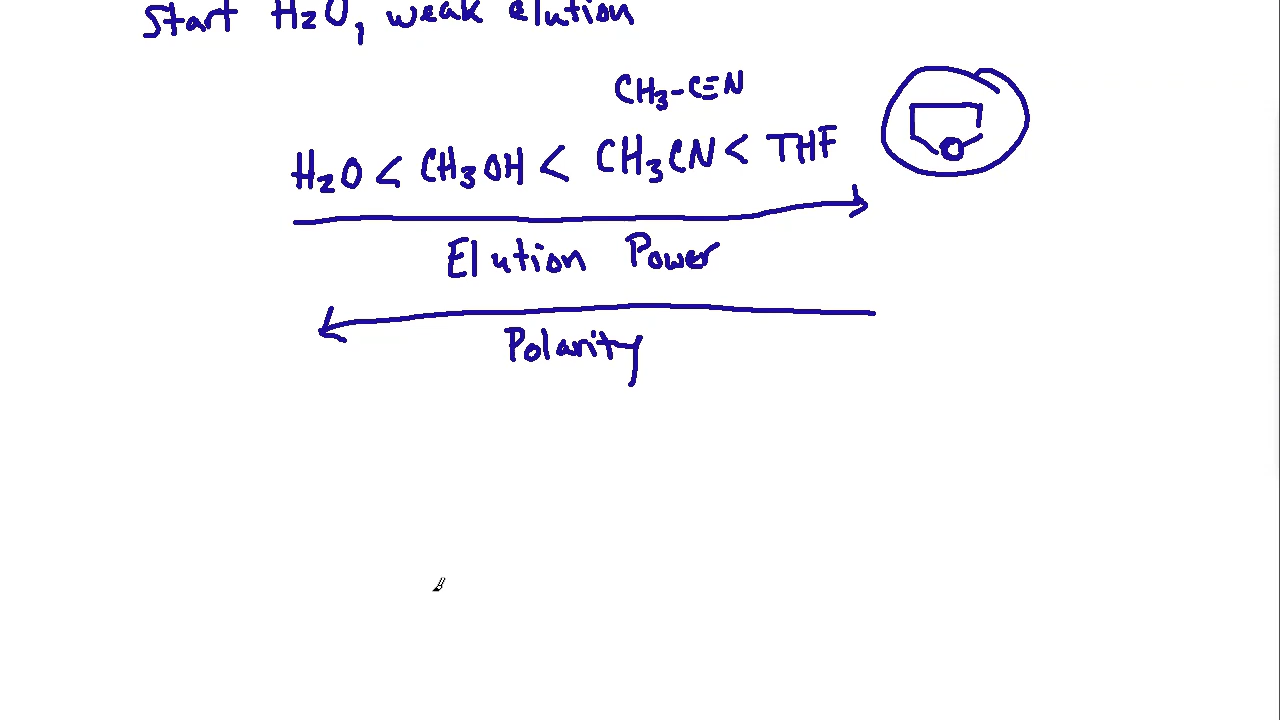 Start H₂O, weak elution
CH₃-C≡N
H₂O < CH₃OH < CH₃CN < THF
O
Elution Power
Polarity